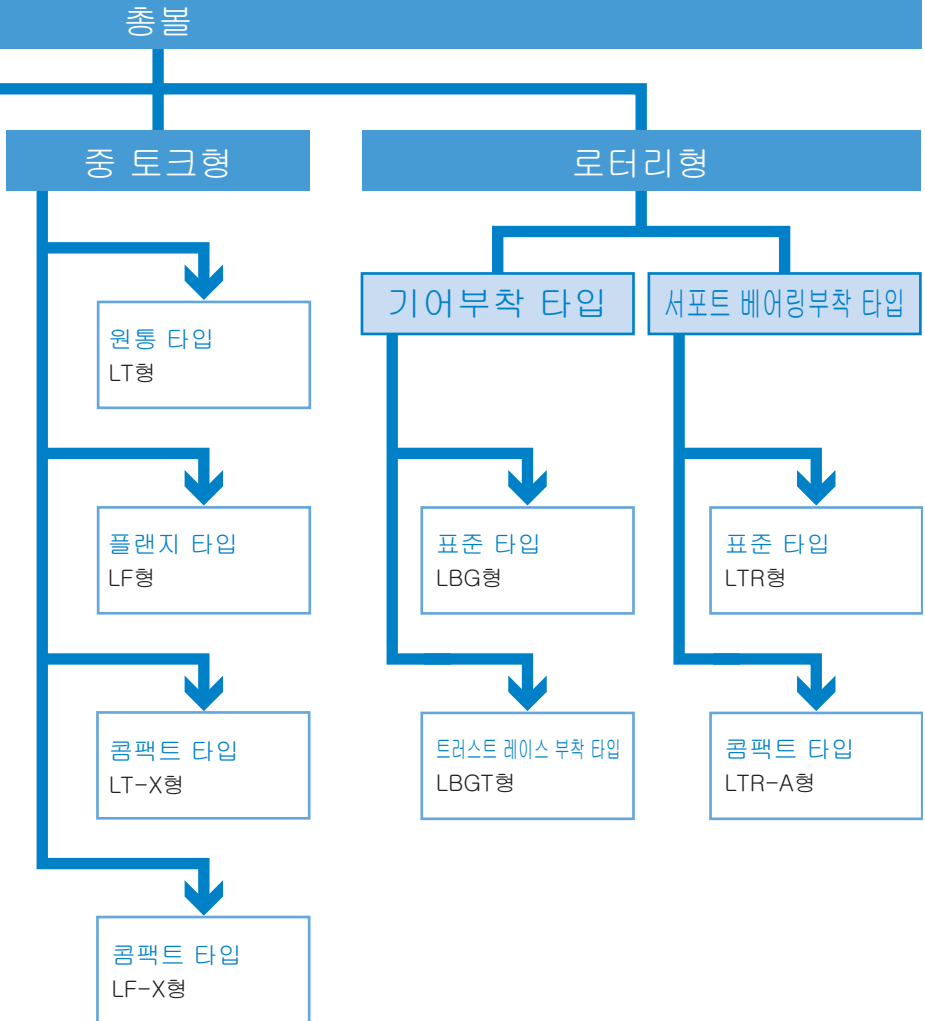 총볼
중 토크형
원통 타입
LT형
플랜지 타입
LF형
콤팩트 타입
LT-X형
콤팩트 타입
LF-X형
로터리형
기어부착 타입
표준 타입
LBG형
트러스트 레이스 부착 타입
LBGT형
서포트 베어링부착 타입
표준 타입
LTR형
콤팩트 타입
LTR-A형